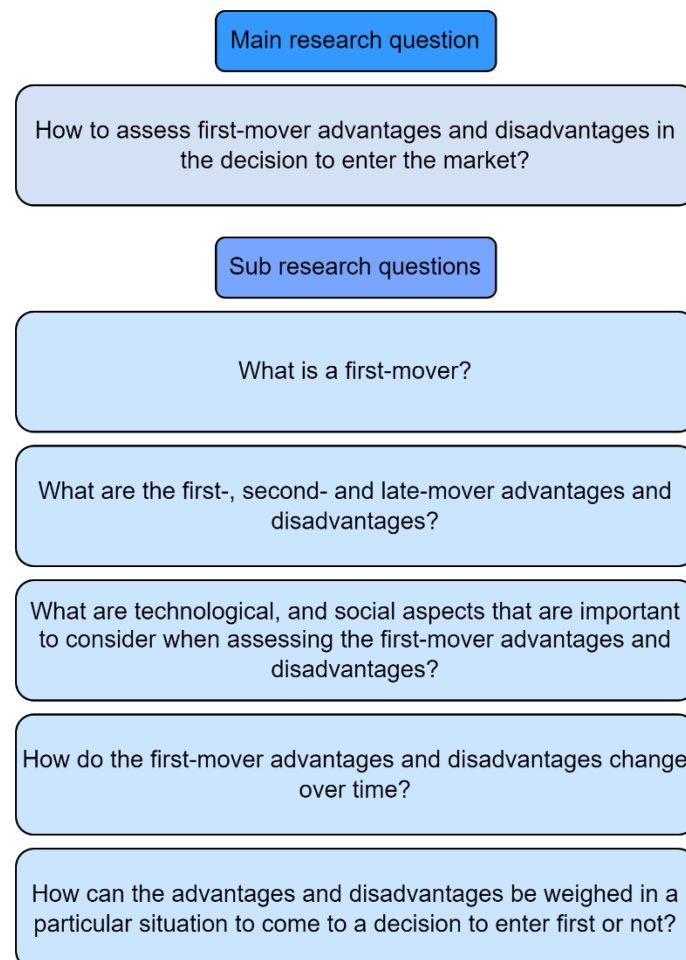 Main research question
How to assess first-mover advantages and disadvantages in
the decision to enter the market?
Sub research questions
What is a first-mover?
What are the first-, second- and late-mover advantages and
disadvantages?
What are technological, and social aspects that are important
to consider when assessing the first-mover advantages and
disadvantages?
How do the first-mover advantages and disadvantages change
over time?
How can the advantages and disadvantages be weighed in a
particular situation to come to a decision to enter first or not?